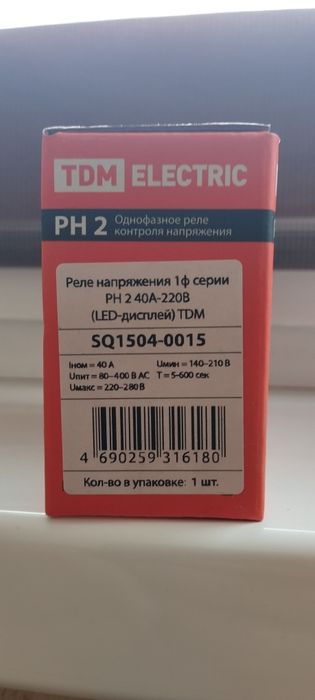 TDM ELECTRIC
РН 2 Однофазное реле
контроля напряжения
Реле напряжения 1ф серии
РН 2 40А-220В
(LED-дисплей) TDM
SQ1504-0015
Iном = 40 А Uмин = 140-210 В
Uпит = 80-400 В АС Т = 5-600 сек
Uмакс = 220-280 В
4 690259 316180
Кол-во в упаковке: 1 шт.